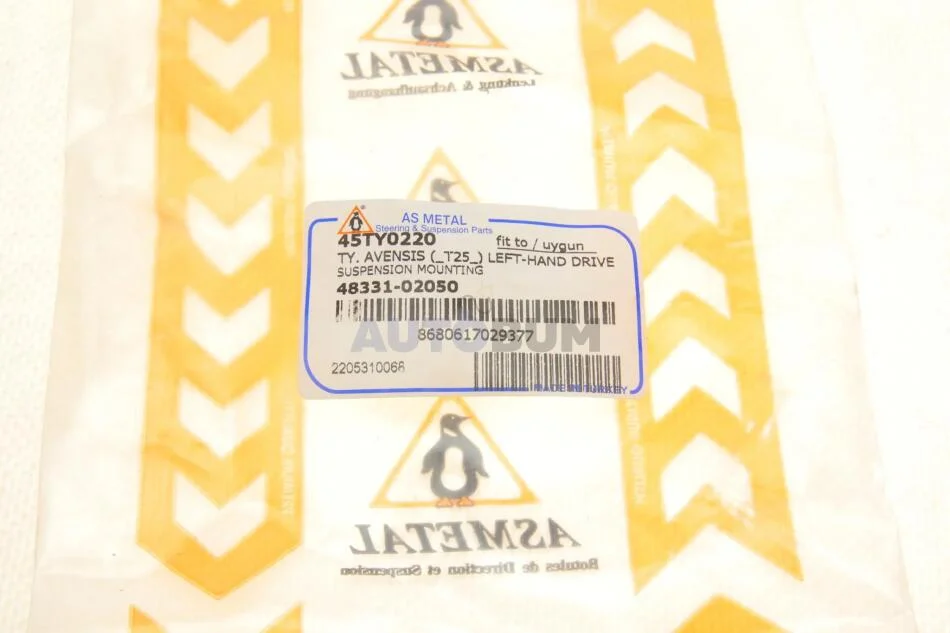 ASMETAL
Lenkung & Achsaufhängung
AS METAL
Steering & Suspension Parts
45TY0220 fit to / uygun
TY. AVENSIS (_T25_) LEFT-HAND DRIVE
SUSPENSION MOUNTING
48331-02050
AUTODUM
8680617029377
2205310066
MADE IN TURKEY
ASMETAL
Rotules de Direction et Suspension